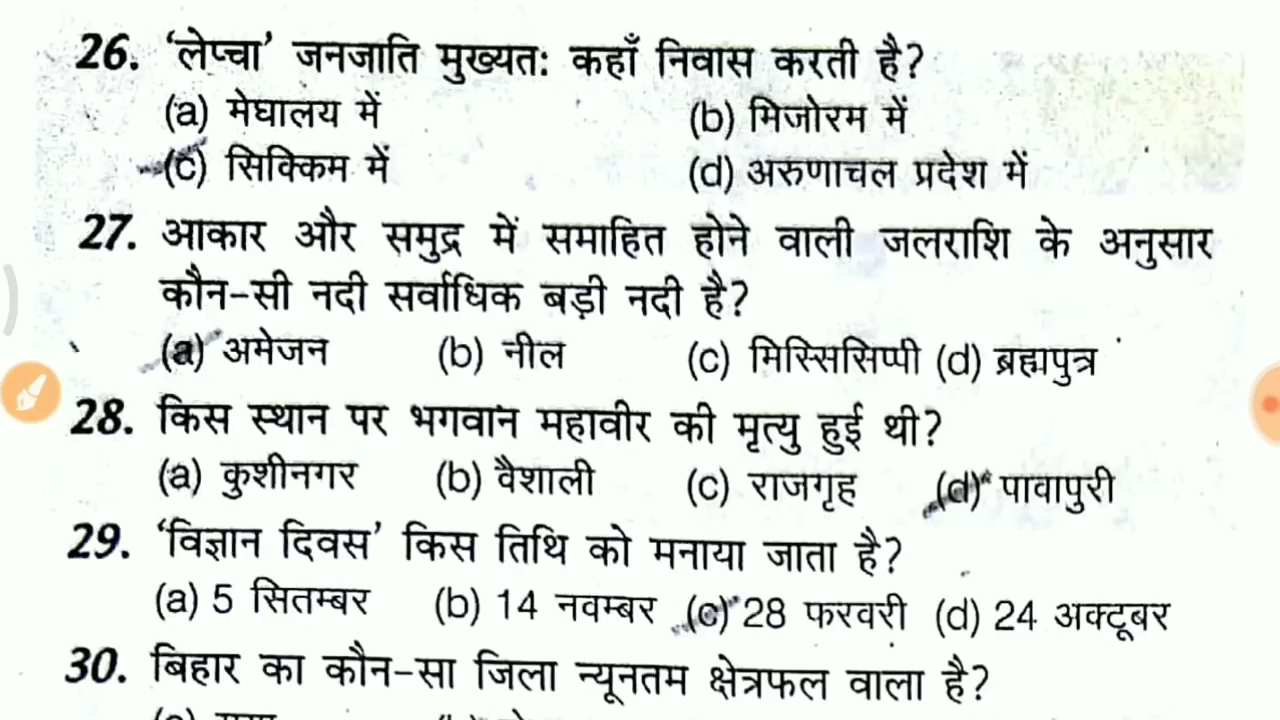 26. 'लेप्चा' जनजाति मुख्यतः कहाँ निवास करती है?
(a) मेघालय में (b) मिजोरम में
(c) सिक्किम में (d) अरुणाचल प्रदेश में
27. आकार और समुद्र में समाहित होने वाली जलराशि के अनुसार
कौन-सी नदी सर्वाधिक बड़ी नदी है?
(a) अमेजन (b) नील (c) मिस्सिसिप्पी (d) ब्रह्मपुत्र
28. किस स्थान पर भगवान महावीर की मृत्यु हुई थी?
(a) कुशीनगर (b) वैशाली (c) राजगृह (d) पावापुरी
29. 'विज्ञान दिवस' किस तिथि को मनाया जाता है?
(a) 5 सितम्बर (b) 14 नवम्बर (c) 28 फरवरी (d) 24 अक्टूबर
30. बिहार का कौन-सा जिला न्यूनतम क्षेत्रफल वाला है?